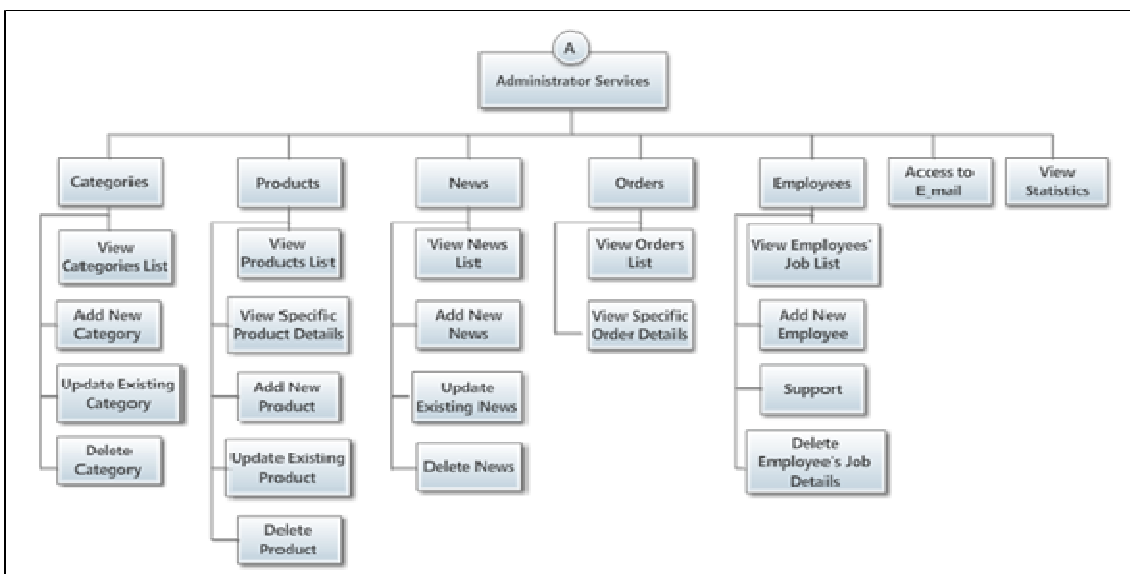 A
Administrator Services
Categories
Products
News
Orders
Employees
Access to
E_mail
View
Statistics
View
Categories List
Add New
Category
Update Existing
Category
Delete
Category
View
Products List
View Specific
Product Details
Add New
Product
Update Existing
Product
Delete
Product
View News
List
Add New
News
Update
Existing News
Delete News
View Orders
List
View Specific
Order Details
View Employees'
Job List
Add New
Employee
Support
Delete
Employee's Job
Details